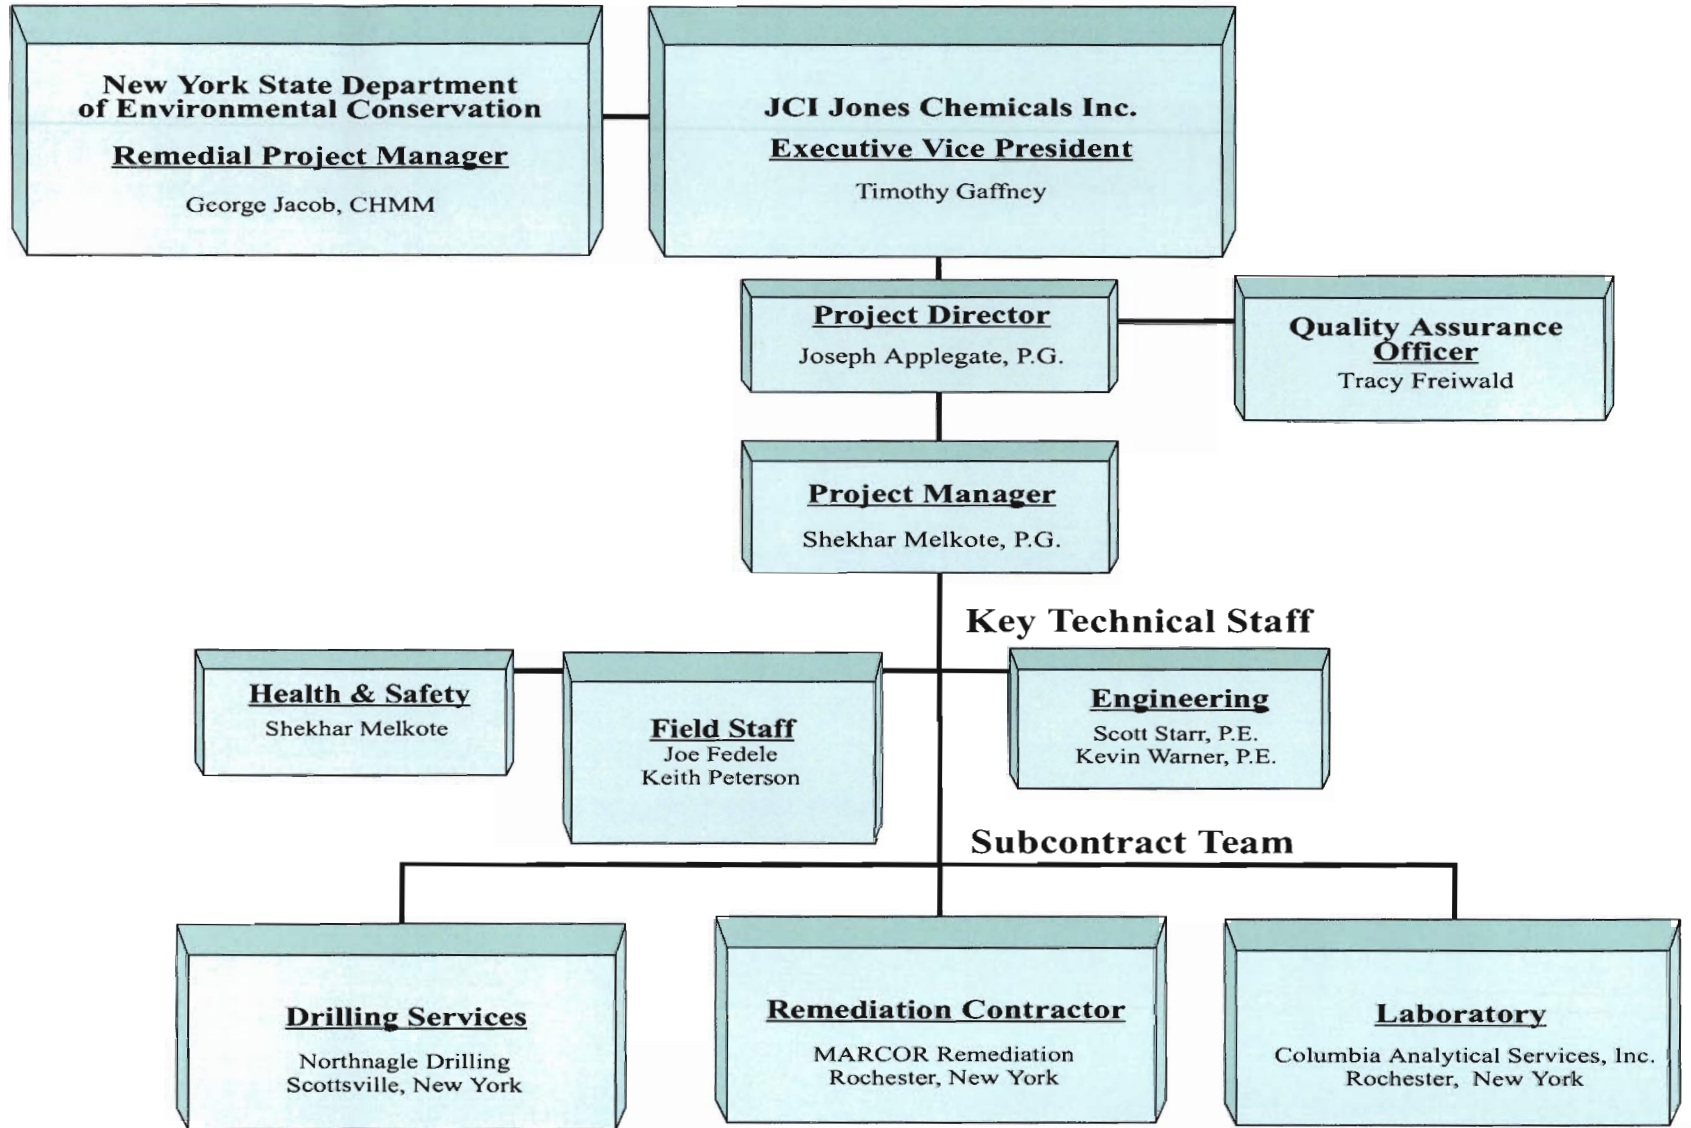 New York State Department
of Environmental Conservation
Remedial Project Manager
George Jacob, CHMM
JCI Jones Chemicals Inc.
Executive Vice President
Timothy Gaffney
Project Director
Joseph Applegate, P.G.
Quality Assurance
Officer
Tracy Freiwald
Project Manager
Shekhar Melkote, P.G.
Key Technical Staff
Health & Safety
Shekhar Melkote
Field Staff
Joe Fedele
Keith Peterson
Engineering
Scott Starr, P.E.
Kevin Warner, P.E.
Subcontract Team
Drilling Services
Northnagle Drilling
Scottsville, New York
Remediation Contractor
MARCOR Remediation
Rochester, New York
Laboratory
Columbia Analytical Services, Inc.
Rochester, New York